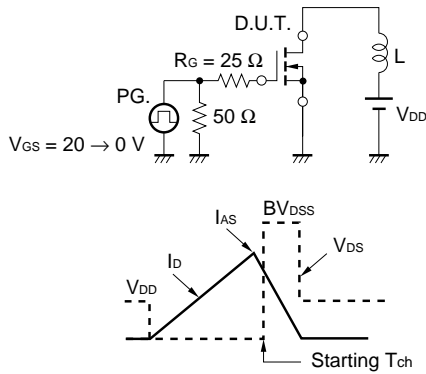 D.U.T.
RG = 25 Ω
L
PG.
50 Ω
VDD
VGS = 20 → 0 V
BVDSS
IAS
VDS
ID
VDD
Starting Tch